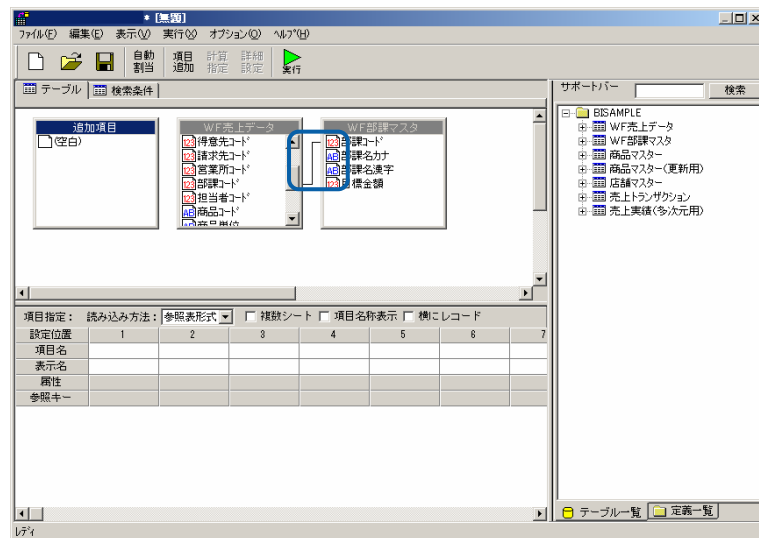 * [無題]
ファイル(F) 編集(E) 表示(V) 実行(X) オプション(O) ヘルプ(H)
自動割当 項目追加 計算指定 詳細設定 実行
テーブル 検索条件
サポートバー 検索
追加項目
(空白)
WF売上データ
得意先コード
請求先コード
営業所コード
部課コード
担当者コード
商品コード
商品単位
WF部課マスタ
部課コード
部課名カナ
部課名漢字
目標金額
BISAMPLE
WF売上データ
WF部課マスタ
商品マスター
商品マスター(更新用)
店舗マスター
売上トランザクション
売上実績(多次元用)
項目指定: 読み込み方法: 参照表形式 複数シート 項目名称表示 横にレコード
設定位置 1 2 3 4 5 6 7
項目名
表示名
属性
参照キー
テーブル一覧 定義一覧
レディ